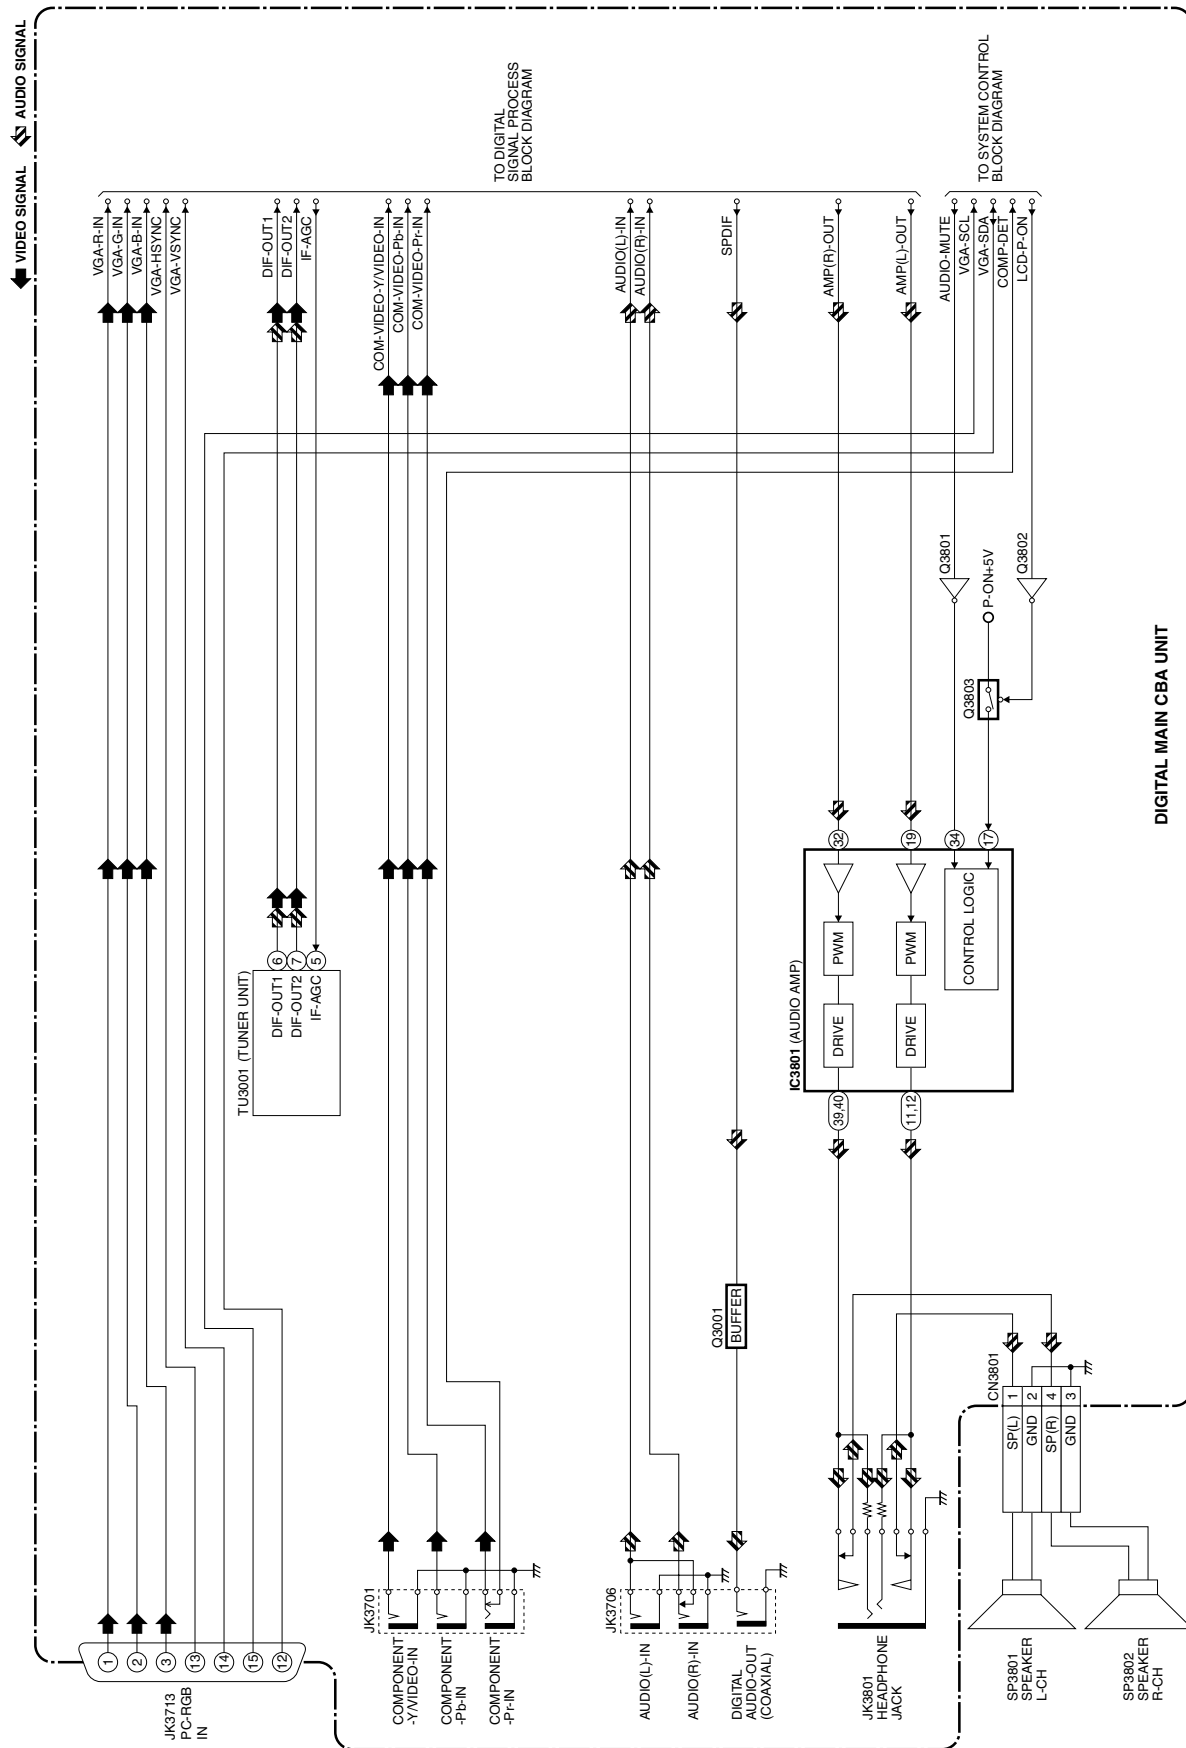 VIDEO SIGNAL
AUDIO SIGNAL
VGA-R-IN
VGA-G-IN
VGA-B-IN
VGA-HSYNC
VGA-VSYNC
DIF-OUT1
DIF-OUT2
IF-AGC
COM-VIDEO-Y/VIDEO-IN
COM-VIDEO-Pb-IN
COM-VIDEO-Pr-IN
AUDIO(L)-IN
AUDIO(R)-IN
SPDIF
AMP(R)-OUT
AMP(L)-OUT
TO DIGITAL
SIGNAL PROCESS
BLOCK DIAGRAM
AUDIO-MUTE
VGA-SCL
VGA-SDA
COMP-DET
LCD-P-ON
TO SYSTEM CONTROL
BLOCK DIAGRAM
Q3801
Q3802
P-ON+5V
Q3803
TU3001 (TUNER UNIT)
DIF-OUT1
6
DIF-OUT2
7
IF-AGC
5
IC3801 (AUDIO AMP)
39,40
DRIVE
PWM
32
11,12
DRIVE
PWM
19
CONTROL LOGIC
34
17
Q3001
BUFFER
JK3713
PC-RGB
IN
1
2
3
13
14
15
12
JK3701
COMPONENT
-Y/VIDEO-IN
COMPONENT
-Pb-IN
COMPONENT
-Pr-IN
JK3706
AUDIO(L)-IN
AUDIO(R)-IN
DIGITAL
AUDIO-OUT
(COAXIAL)
JK3801
HEADPHONE
JACK
CN3801
SP(L)
1
GND
2
SP(R)
4
GND
3
SP3801
SPEAKER
L-CH
SP3802
SPEAKER
R-CH
DIGITAL MAIN CBA UNIT